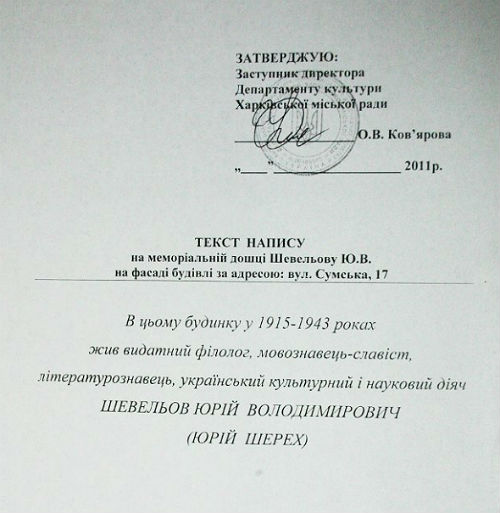 ЗАТВЕРДЖУЮ:
Заступник директора
Департаменту культури
Харківської міської ради
О.В. Ков’ярова
„____” ____________________ 2011р.
ТЕКСТ НАПИСУ
на меморіальній дошці Шевельову Ю.В.
на фасаді будівлі за адресою: вул. Сумська, 17
В цьому будинку у 1915-1943 роках
жив видатний філолог, мовознавець-славіст,
літературознавець, український культурний і науковий діяч
ШЕВЕЛЬОВ ЮРІЙ ВОЛОДИМИРОВИЧ
(ЮРІЙ ШЕРЕХ)